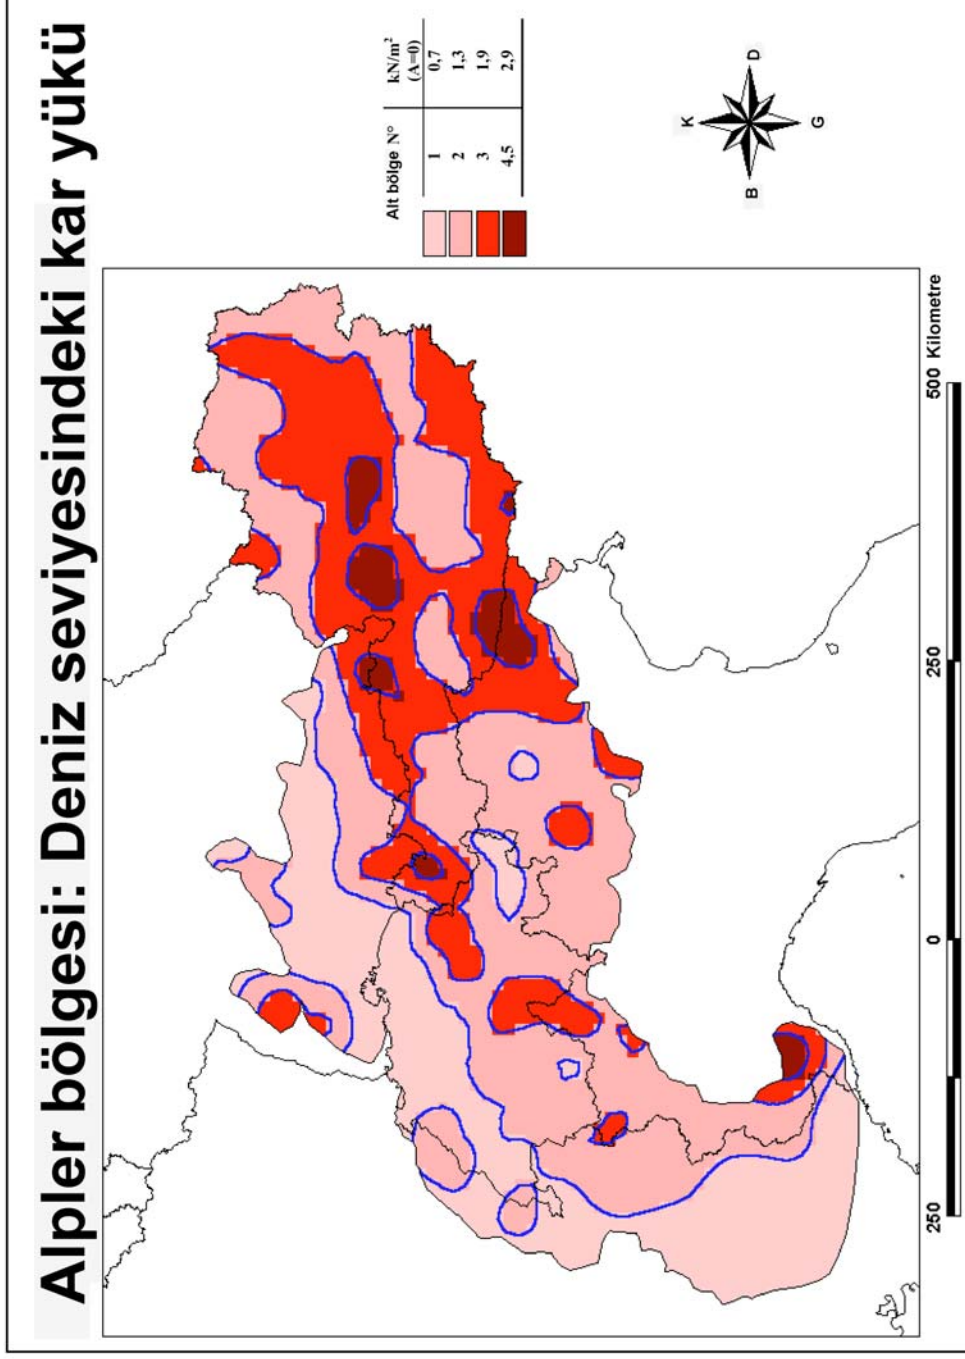 Alpler bölgesi: Deniz seviyesindeki kar yükü
Alt bölge N° kN/m² (A=0)
1 0,7
2 1,3
3 1,9
4,5 2,9
K
B D
G
250 0 250 500 Kilometre